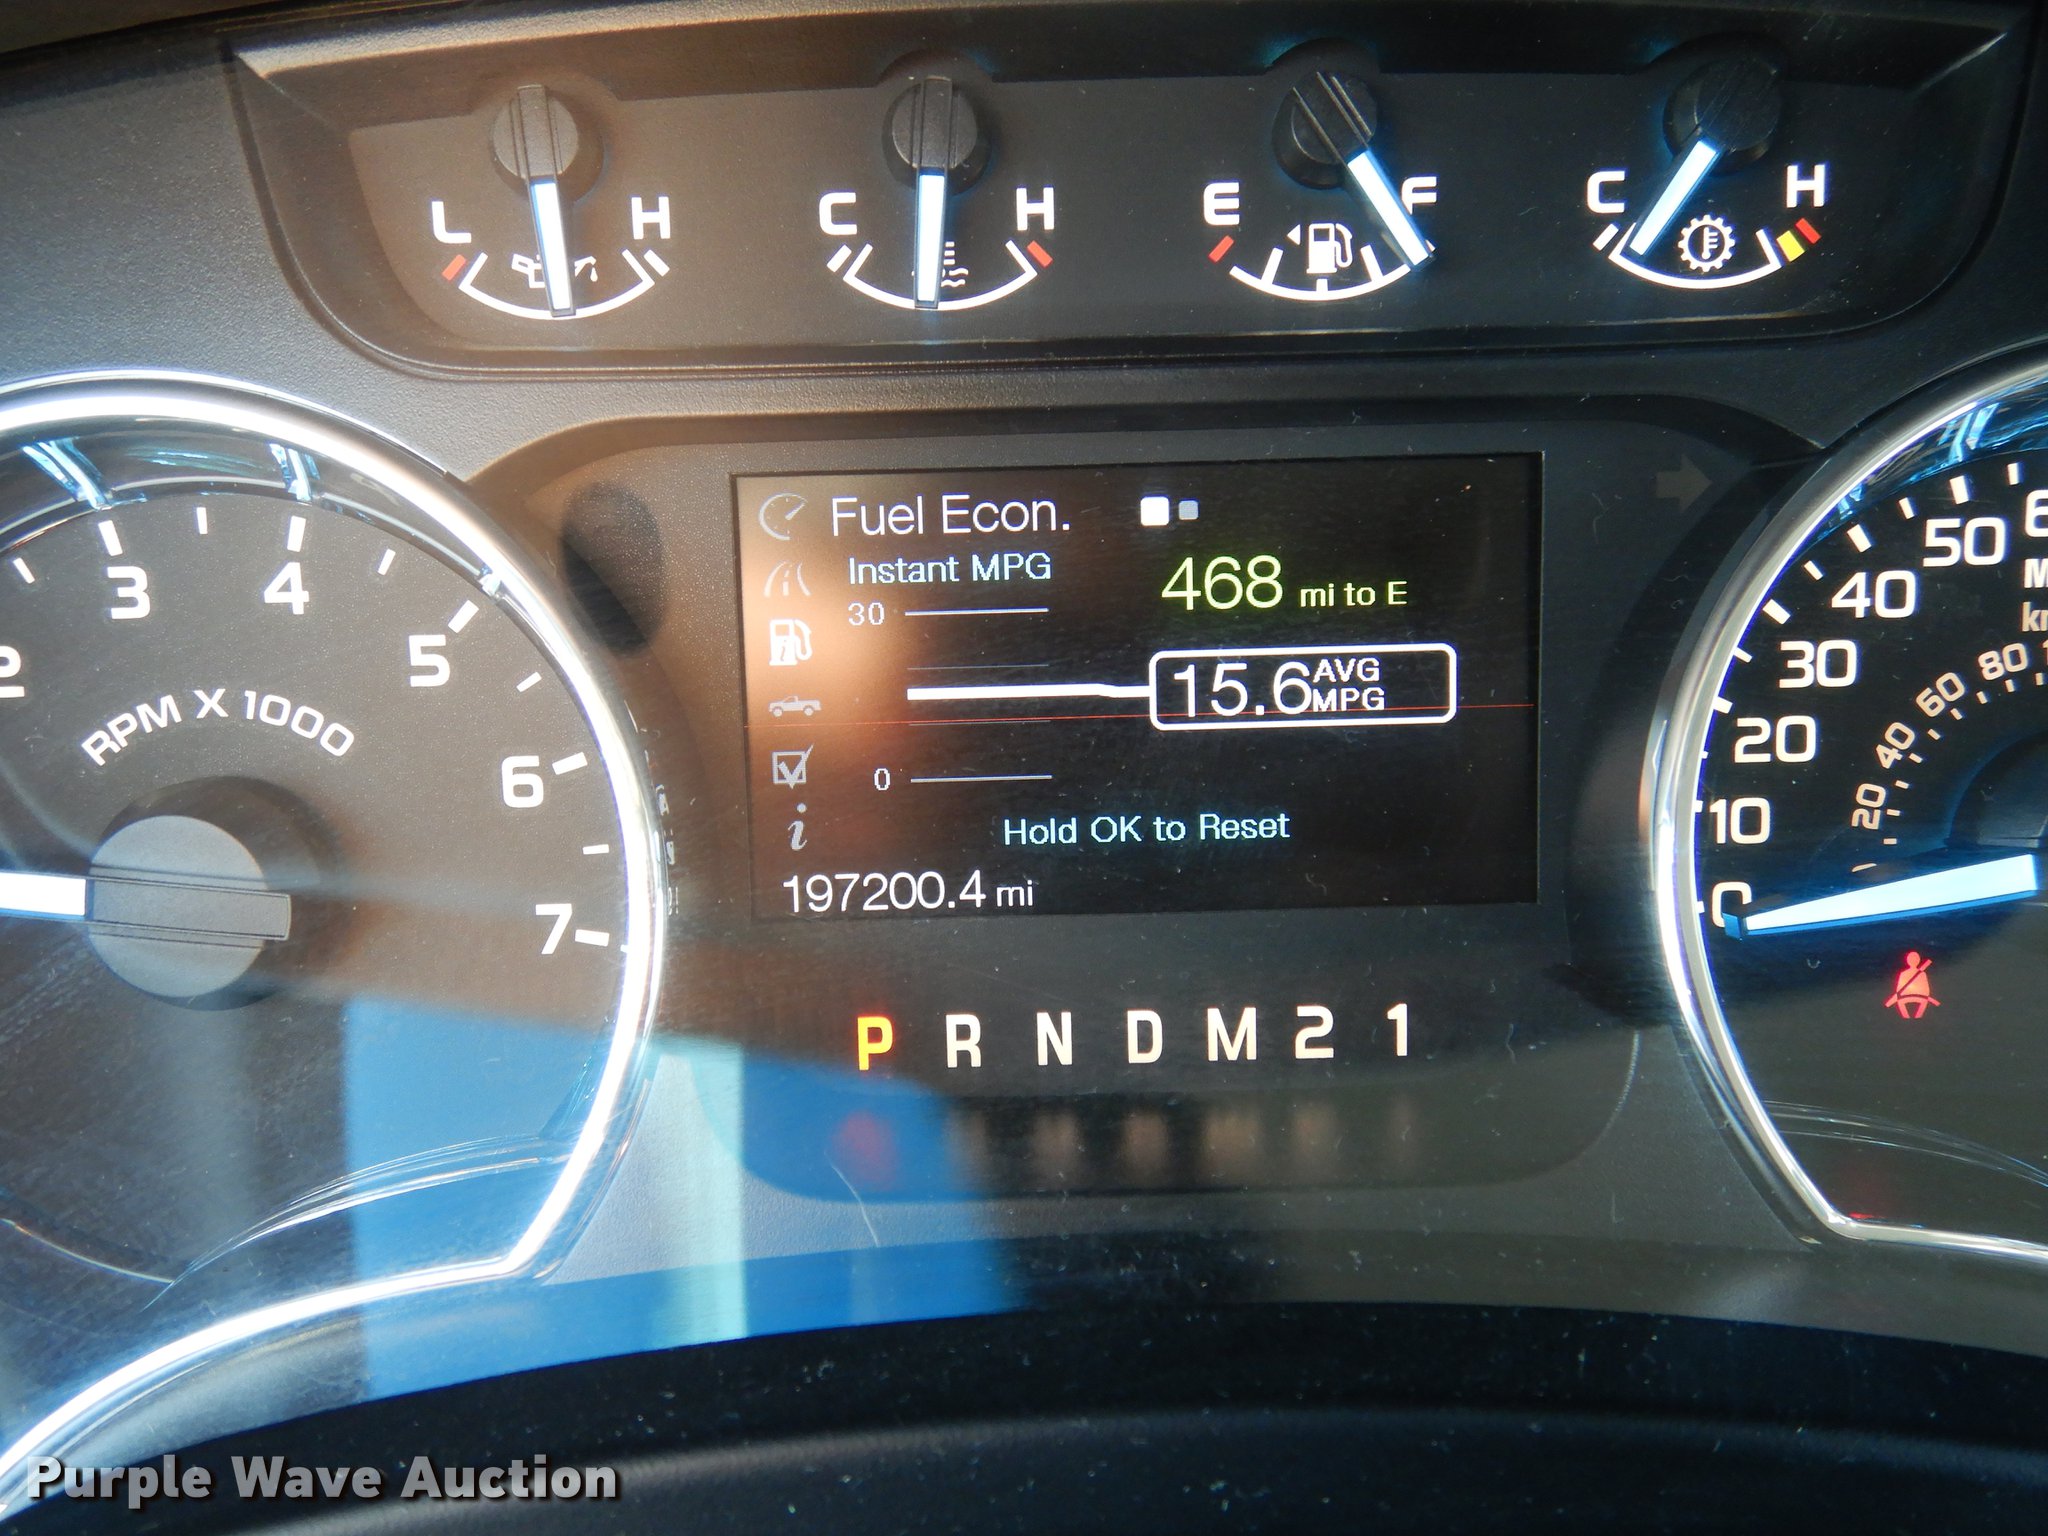 L H
C H
E F
C H
2 3 4 5 6 7
RPM X 1000
Fuel Econ.
Instant MPG
468 mi to E
30
15.6 AVG MPG
0
Hold OK to Reset
197200.4 mi
P R N D M 2 1
0 10 20 30 40 50
20 40 60 80
Purple Wave Auction